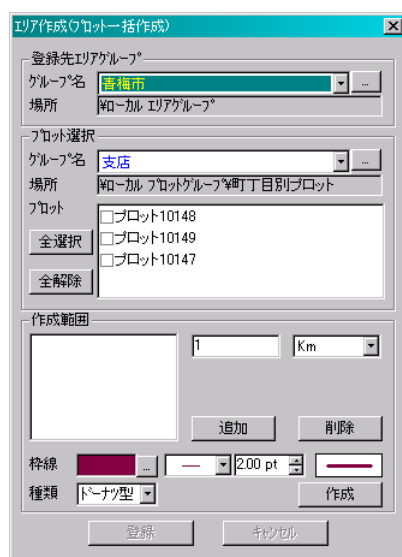 エリア作成(プロット一括作成)
登録先エリアグループ
グループ名 青梅市 ...
場所 ¥ローカル エリアグループ
プロット選択
グループ名 支店 ...
場所 ¥ローカル プロットグループ¥町丁目別プロット
プロット
プロット10148
全選択
プロット10149
プロット10147
全解除
作成範囲
1 Km
追加 削除
枠線 ... 2.00 pt
種類 ドーナツ型 作成
登録 キャンセル